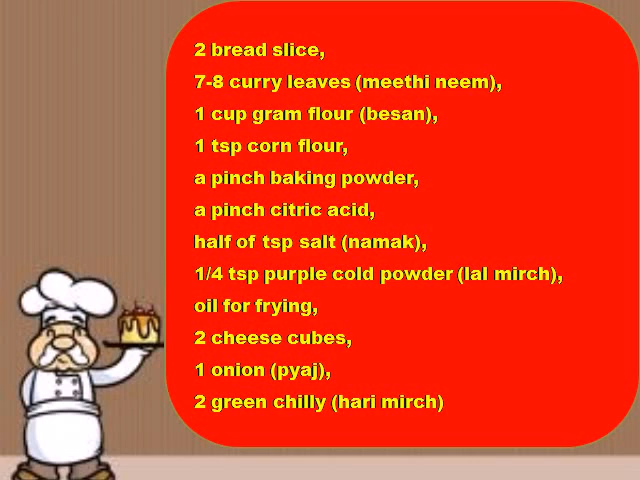 2 bread slice,
7-8 curry leaves (meethi neem),
1 cup gram flour (besan),
1 tsp corn flour,
a pinch baking powder,
a pinch citric acid,
half of tsp salt (namak),
1/4 tsp purple cold powder (lal mirch),
oil for frying,
2 cheese cubes,
1 onion (pyaj),
2 green chilly (hari mirch)